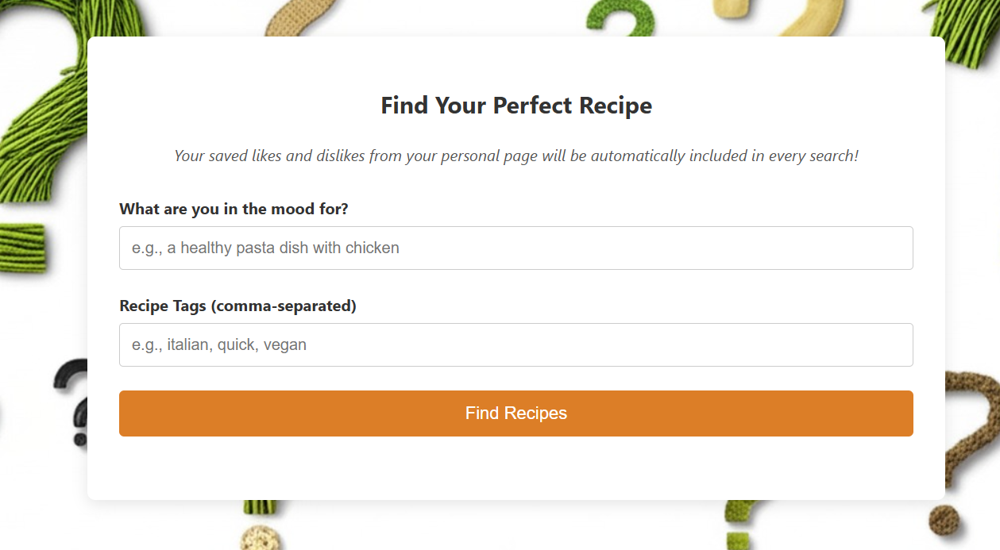 Find Your Perfect Recipe
Your saved likes and dislikes from your personal page will be automatically included in every search!
What are you in the mood for?
e.g., a healthy pasta dish with chicken
Recipe Tags (comma-separated)
e.g., italian, quick, vegan
Find Recipes